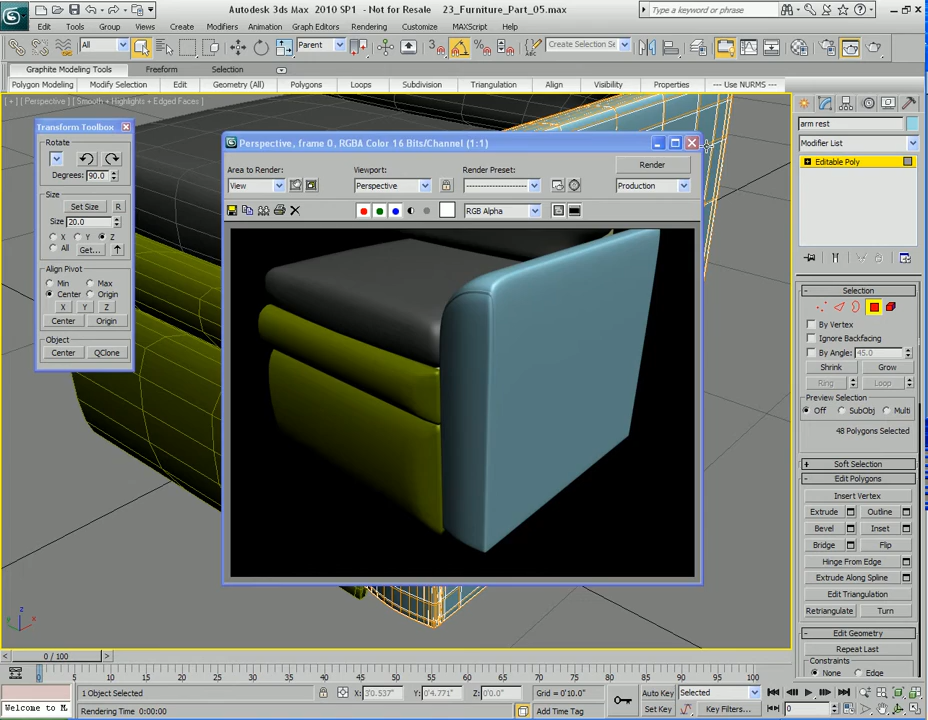 Autodesk 3ds Max 2010 SP1 - Not for Resale 23_Furniture_Part_05.max
Type a keyword or phrase
Edit Tools Group Views Create Modifiers Animation Graph Editors Rendering Customize MAXScript Help
All Parent Create Selection Se
Graphite Modeling Tools Freeform Selection
Polygon Modeling Modify Selection Edit Geometry (All) Polygons Loops Subdivision Triangulation Align Visibility Properties --- Use NURMS ---
[ + ] [ Perspective ] [ Smooth + Highlights + Edged Faces ]
Transform Toolbox
Rotate
Degrees: 90.0
Size
Set Size R
Size 20.0
X Y Z
All Get...
Align Pivot
Min Max
Center Origin
X Y Z
Center Origin
Object
Center QClone
Perspective, frame 0, RGBA Color 16 Bits/Channel (1:1)
Area to Render: Viewport: Render Preset: Render
View Perspective Production
RGB Alpha
arm rest
Modifier List
Editable Poly
Selection
By Vertex
Ignore Backfacing
By Angle: 45.0
Shrink Grow
Ring Loop
Preview Selection
Off SubObj Multi
48 Polygons Selected
+ Soft Selection
- Edit Polygons
Insert Vertex
Extrude Outline
Bevel Inset
Bridge Flip
Hinge From Edge
Extrude Along Spline
Edit Triangulation
Retriangulate Turn
- Edit Geometry
Repeat Last
Constraints
None Edge
z
y x
0 / 100
0 5 10 15 20 25 30 35 40 45 50 55 60 65 70 75 80 85 90 95 100
1 Object Selected X: 3'0.537" Y: 0'4.771" Z: 0'0.0" Grid = 0'10.0" Auto Key Selected
Welcome to M Rendering Time 0:00:00 Add Time Tag Set Key Key Filters... 0